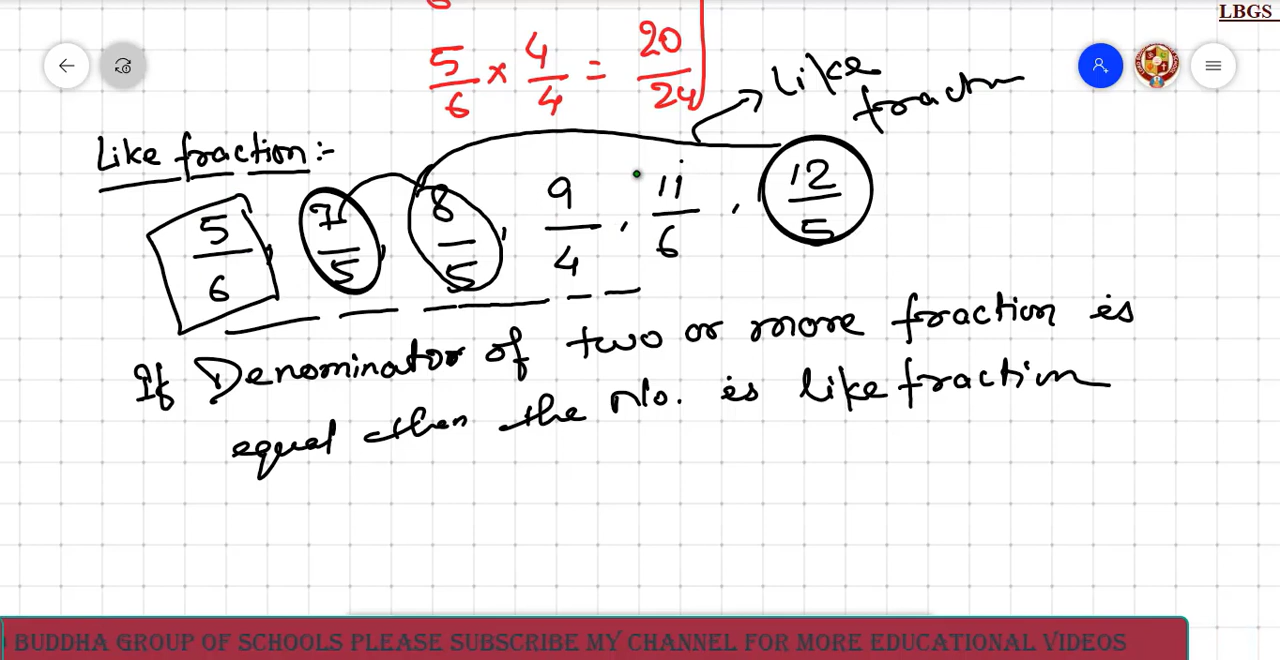 LBGS
5/6 × 4/4 = 20/24
Like fraction
Like fraction :-
5/6, 7/5, 8/5, 9/4, 11/6, 12/5
If Denominator of two or more fraction is
equal then the No. is like fraction
BUDDHA GROUP OF SCHOOLS PLEASE SUBSCRIBE MY CHANNEL FOR MORE EDUCATIONAL VIDEOS